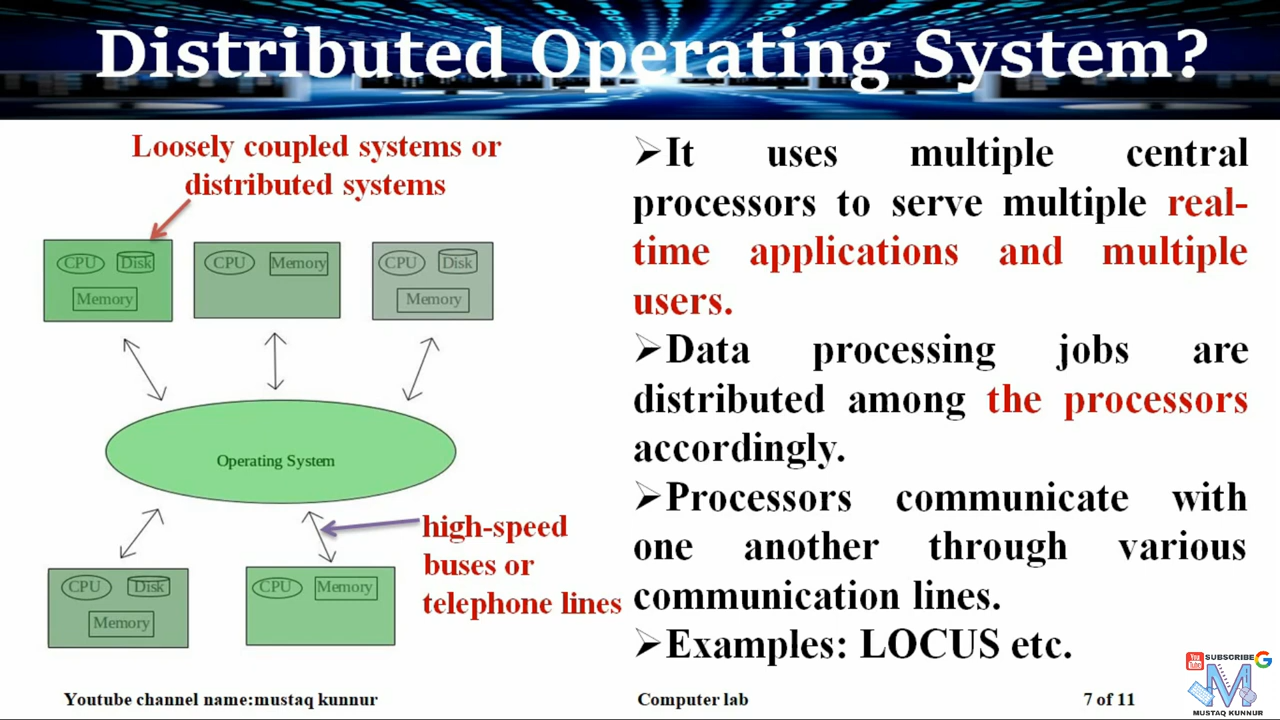 Distributed Operating System?
Loosely coupled systems or
distributed systems
CPU Disk
Memory
CPU Memory
CPU Disk
Memory
Operating System
high-speed
buses or
telephone lines
CPU Disk
Memory
CPU Memory
➢It uses multiple central
processors to serve multiple real-
time applications and multiple
users.
➢Data processing jobs are
distributed among the processors
accordingly.
➢Processors communicate with
one another through various
communication lines.
➢Examples: LOCUS etc.
Youtube channel name:mustaq kunnur
Computer lab
7 of 11
You Tube SUBSCRIBE G
M
MUSTAQ KUNNUR